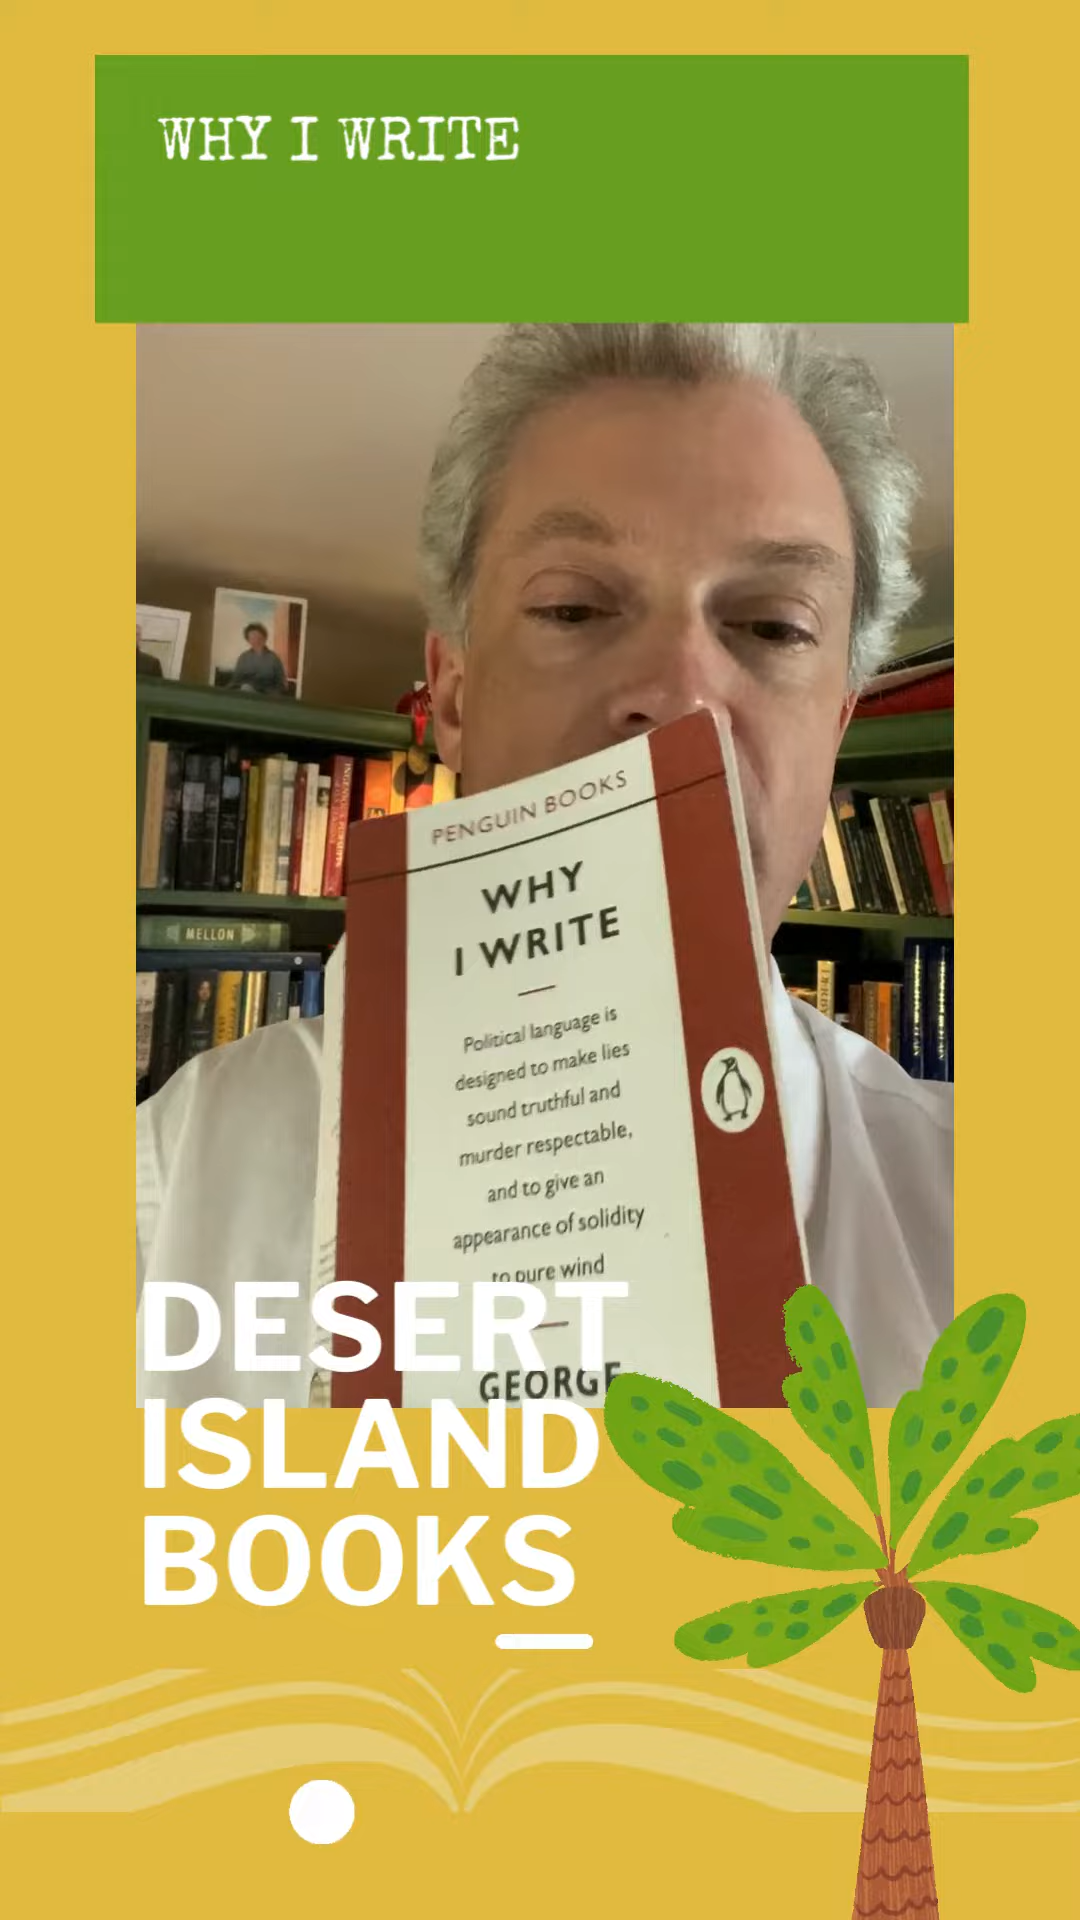 WHY I WRITE
PENGUIN BOOKS
WHY
I WRITE
Political language is
designed to make lies
sound truthful and
murder respectable,
and to give an
appearance of solidity
to pure wind
GEORGE
MELLON
DESERT
ISLAND
BOOKS